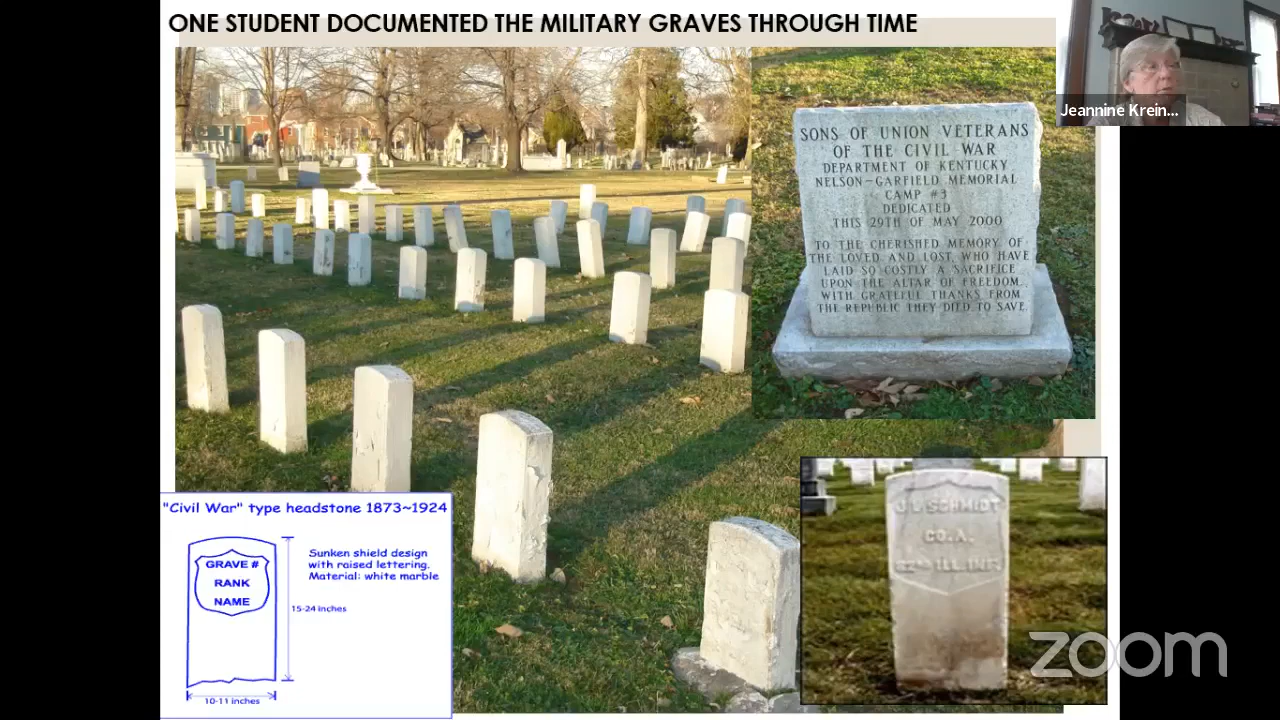 ONE STUDENT DOCUMENTED THE MILITARY GRAVES THROUGH TIME
Jeannine Krein...
SONS OF UNION VETERANS
OF THE CIVIL WAR
DEPARTMENT OF KENTUCKY
NELSON-GARFIELD MEMORIAL
CAMP #3
DEDICATED
THIS 29TH OF MAY 2000
TO THE CHERISHED MEMORY OF
THE LOVED AND LOST, WHO HAVE
LAID SO COSTLY A SACRIFICE
UPON THE ALTAR OF FREEDOM.
WITH GRATEFUL THANKS FROM
THE REPUBLIC THEY DIED TO SAVE.
"Civil War" type headstone 1873~1924
Sunken shield design
with raised lettering.
Material: white marble
GRAVE #
RANK
NAME
15-24 inches
10-11 inches
SCHMIDT
CO. A.
ILL. INF.
zoom